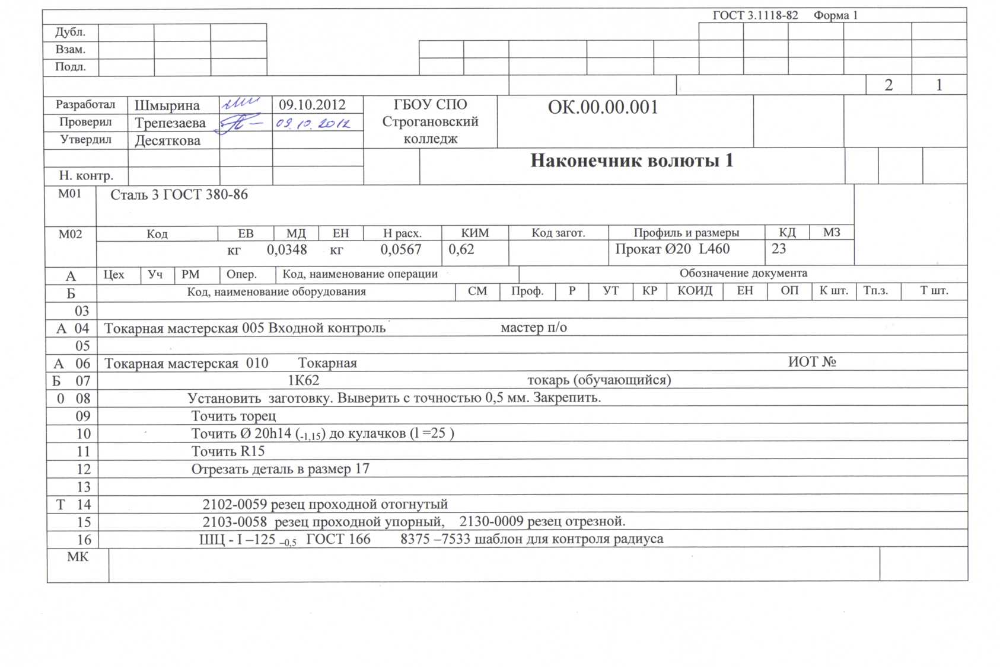 ГОСТ 3.1118-82 Форма 1
Дубл.
Взам.
Подл.
2 1
Разработал Шмырина 09.10.2012 ГБОУ СПО ОК.00.00.001
Проверил Трепезаева 09.10.2012 Строгановский
Утвердил Десяткова колледж
Наконечник волюты 1
Н. контр.
М01 Сталь 3 ГОСТ 380-86
М02 Код ЕВ МД ЕН Н расх. КИМ Код загот. Профиль и размеры КД МЗ
кг 0,0348 кг 0,0567 0,62 Прокат Ø20 L460 23
А Цех Уч РМ Опер. Код, наименование операции Обозначение документа
Б Код, наименование оборудования СМ Проф. Р УТ КР КОИД ЕН ОП К шт. Тп.з. Т шт.
03
А 04 Токарная мастерская 005 Входной контроль мастер п/о
05
А 06 Токарная мастерская 010 Токарная ИОТ №
Б 07 1К62 токарь (обучающийся)
0 08 Установить заготовку. Выверить с точностью 0,5 мм. Закрепить.
09 Точить торец
10 Точить Ø 20h14 (-1,15) до кулачков (l =25 )
11 Точить R15
12 Отрезать деталь в размер 17
13
Т 14 2102-0059 резец проходной отогнутый
15 2103-0058 резец проходной упорный, 2130-0009 резец отрезной.
16 ШЦ - I –125 –0,5 ГОСТ 166 8375 –7533 шаблон для контроля радиуса
МК